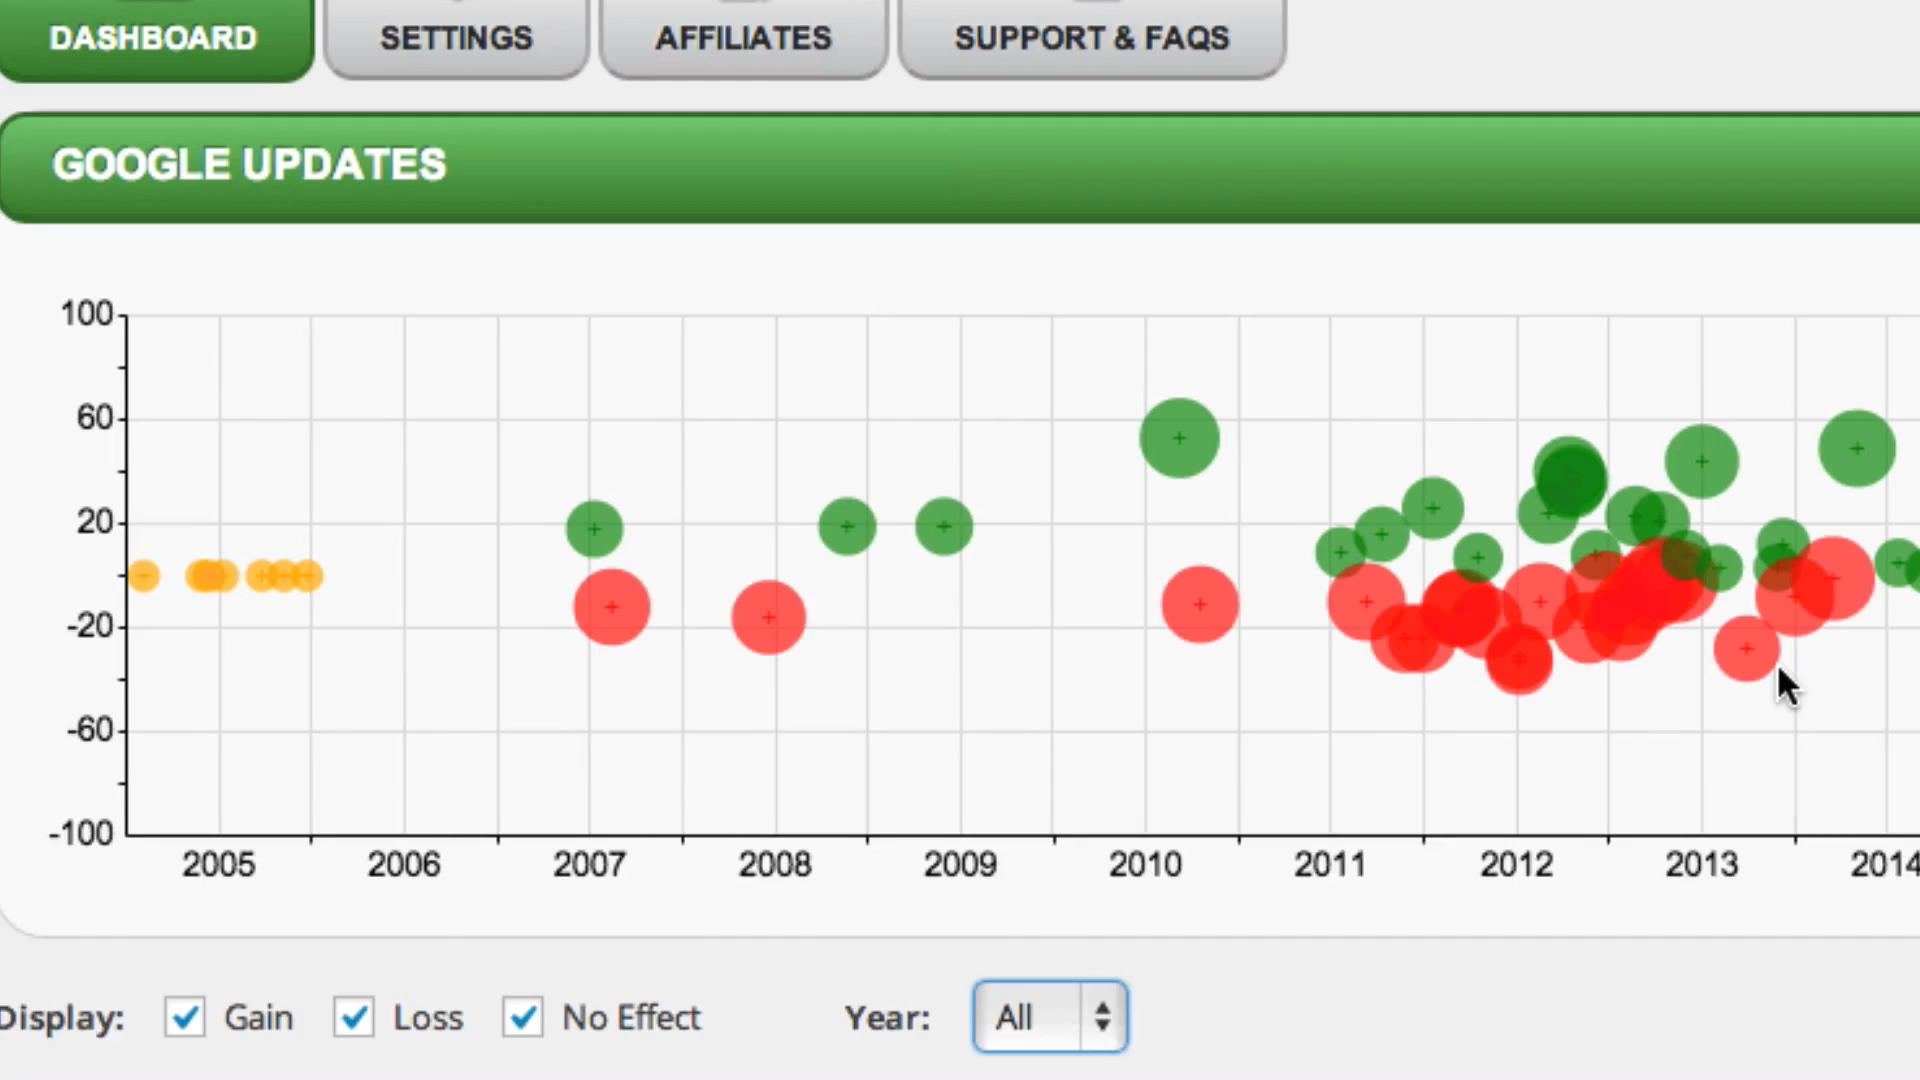 DASHBOARD SETTINGS AFFILIATES SUPPORT & FAQS
GOOGLE UPDATES
100
60
20
-20
-60
-100
2005 2006 2007 2008 2009 2010 2011 2012 2013 2014
Display: Gain Loss No Effect Year: All